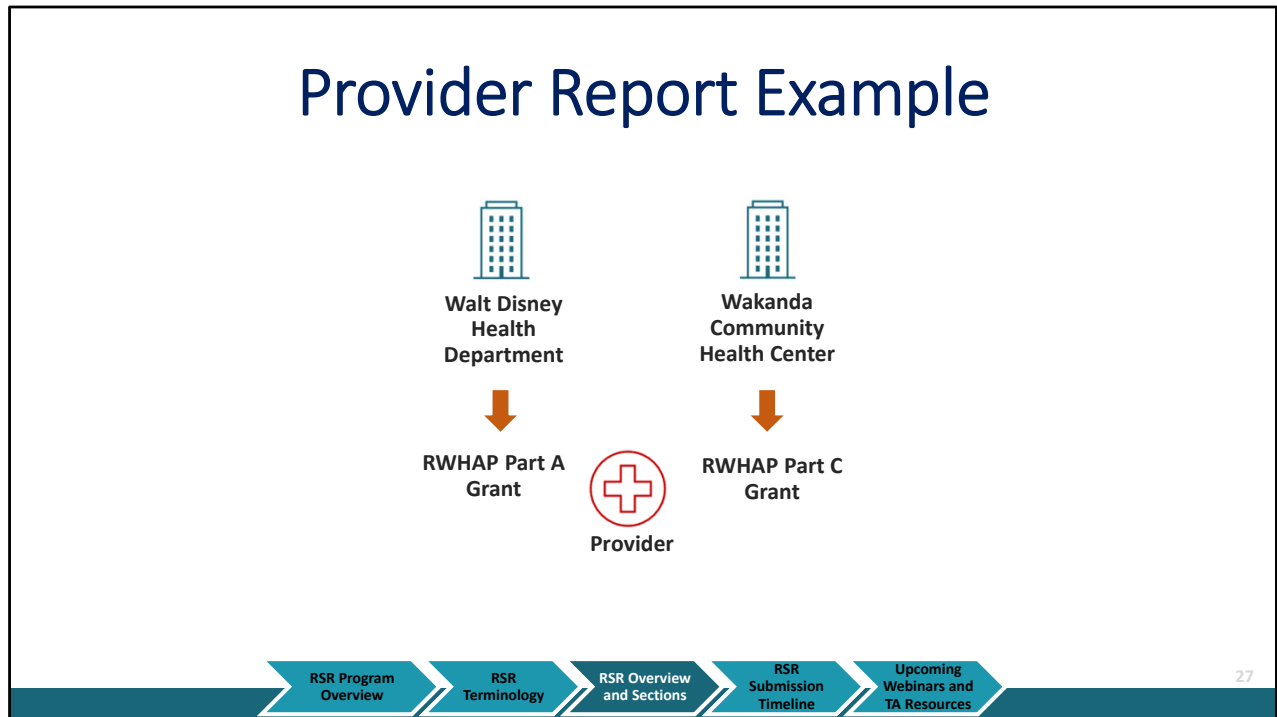 Provider Report Example
Walt Disney
Health
Department
Wakanda
Community
Health Center
RWHAP Part A
Grant
RWHAP Part C
Grant
Provider
RSR Program
Overview
RSR
Terminology
RSR Overview
and Sections
RSR
Submission
Timeline
Upcoming
Webinars and
TA Resources
27